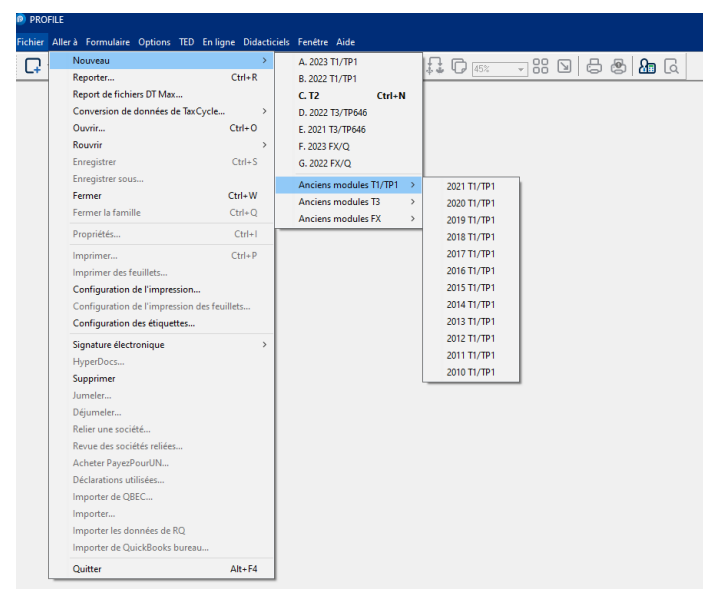 PROFILE
Fichier Aller à Formulaire Options TED En ligne Didacticiels Fenêtre Aide
45%
Nouveau >
Reporter... Ctrl+R
Report de fichiers DT Max...
Conversion de données de TaxCycle... >
Ouvrir... Ctrl+O
Rouvrir >
Enregistrer Ctrl+S
Enregistrer sous...
Fermer Ctrl+W
Fermer la famille Ctrl+Q
Propriétés... Ctrl+I
Imprimer... Ctrl+P
Imprimer des feuillets...
Configuration de l'impression...
Configuration de l'impression des feuillets...
Configuration des étiquettes...
Signature électronique >
HyperDocs...
Supprimer
Jumeler...
Déjumeler...
Relier une société...
Revue des sociétés reliées...
Acheter PayezPourUN...
Déclarations utilisées...
Importer de QBEC...
Importer...
Importer les données de RQ
Importer de QuickBooks bureau...
Quitter Alt+F4
A. 2023 T1/TP1
B. 2022 T1/TP1
C. T2 Ctrl+N
D. 2022 T3/TP646
E. 2021 T3/TP646
F. 2023 FX/Q
G. 2022 FX/Q
Anciens modules T1/TP1 >
Anciens modules T3 >
Anciens modules FX >
2021 T1/TP1
2020 T1/TP1
2019 T1/TP1
2018 T1/TP1
2017 T1/TP1
2016 T1/TP1
2015 T1/TP1
2014 T1/TP1
2013 T1/TP1
2012 T1/TP1
2011 T1/TP1
2010 T1/TP1